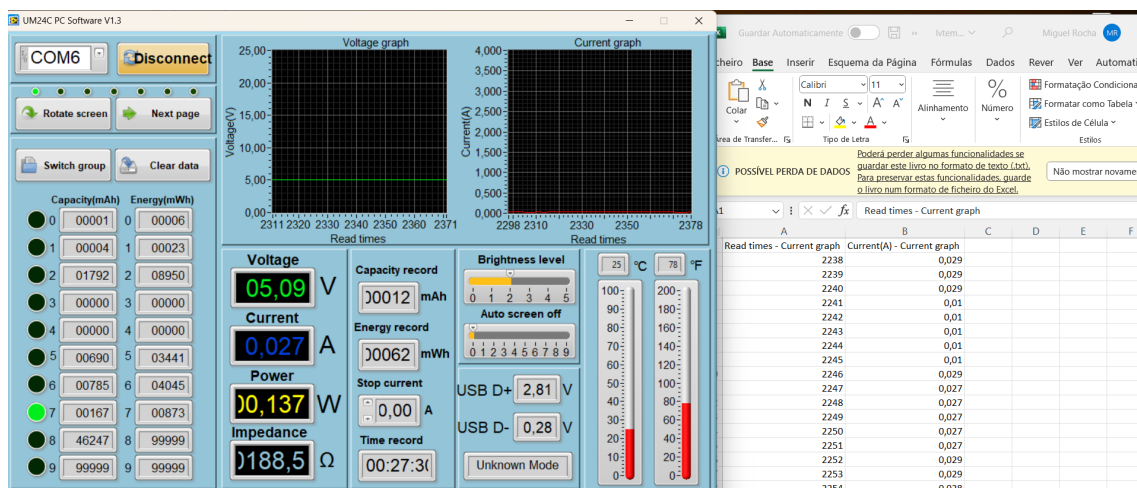 UM24C PC Software V1.3
COM6
Disconnect
Rotate screen
Next page
Switch group
Clear data
Capacity(mAh) Energy(mWh)
0 00001 0 00006
1 00004 1 00023
2 01792 2 08950
3 00000 3 00000
4 00000 4 00000
5 00690 5 03441
6 00785 6 04045
7 00167 7 00873
8 46247 8 99999
9 99999 9 99999
Voltage graph
Voltage(V)
25,00
20,00
15,00
10,00
5,00
0,00
2311 2320 2330 2340 2350 2360 2371
Read times
Current graph
Current(A)
4,000
3,500
3,000
2,500
2,000
1,500
1,000
0,500
0,000
2298 2310 2330 2350 2378
Read times
Voltage
05,09 V
Current
0,027 A
Power
00,137 W
Impedance
0188,5 Ω
Capacity record
00012 mAh
Energy record
00062 mWh
Stop current
0,00 A
Time record
00:27:3
Brightness level
0 1 2 3 4 5
Auto screen off
0 1 2 3 4 5 6 7 8 9
USB D+ 2,81 V
USB D- 0,28 V
Unknown Mode
25 °C 78 °F
100 200
90 180
80 160
70 140
60 120
50 100
40 80
30 60
20 40
10 20
0 0
Guardar Automaticamente
Ivtem...
Miguel Rocha MR
cheiro Base Inserir Esquema da Página Fórmulas Dados Rever Ver Automati
Colar
Calibri 11
N I S A A
Alinhamento
Número
%
Formatação Condiciona
Formatar como Tabela
Estilos de Célula
Área de Transfer... Tipo de Letra Estilos
POSSÍVEL PERDA DE DADOS
Poderá perder algumas funcionalidades se
guardar este livro no formato de texto (.txt).
Para preservar estas funcionalidades, guarde
o livro num formato de ficheiro do Excel.
Não mostrar novame
A1 fx Read times - Current graph
A B C D E F
Read times - Current graph Current(A) - Current graph
2238 0,029
2239 0,029
2240 0,029
2241 0,01
2242 0,01
2243 0,01
2244 0,01
2245 0,01
2246 0,029
2247 0,027
2248 0,027
2249 0,027
2250 0,027
2251 0,027
2252 0,029
2253 0,029
2254 0,028